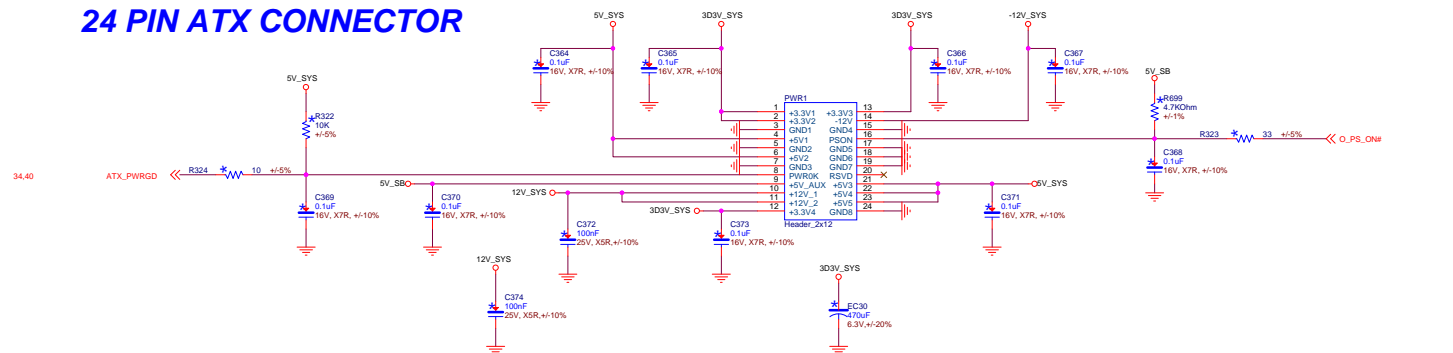 24 PIN ATX CONNECTOR
5V_SYS
3D3V_SYS
3D3V_SYS
-12V_SYS
C364
0.1uF
16V, X7R, +/-10%
C365
0.1uF
16V, X7R, +/-10%
C366
0.1uF
16V, X7R, +/-10%
C367
0.1uF
16V, X7R, +/-10%
5V_SYS
R322
10K
+/-5%
5V_SB
R699
4.7KOhm
+/-1%
PWR1
1 +3.3V1 +3.3V3 13
2 +3.3V2 -12V 14
3 GND1 GND4 15
4 +5V1 PSON 16
5 GND2 GND5 17
6 +5V2 GND6 18
7 GND3 GND7 19
8 PWR0K RSVD 20
9 +5V_AUX +5V3 21
10 +12V_1 +5V4 22
11 +12V_2 +5V5 23
12 +3.3V4 GND8 24
Header_2x12
R323 33 +/-5% O_PS_ON#
34,40 ATX_PWRGD R324 10 +/-5%
C368
0.1uF
16V, X7R, +/-10%
5V_SB
12V_SYS
3D3V_SYS
5V_SYS
C369
0.1uF
16V, X7R, +/-10%
C370
0.1uF
16V, X7R, +/-10%
C372
100nF
25V, X5R,+/-10%
C373
0.1uF
16V, X7R, +/-10%
C371
0.1uF
16V, X7R, +/-10%
12V_SYS
C374
100nF
25V, X5R,+/-10%
3D3V_SYS
EC30
470uF
6.3V,+/-20%